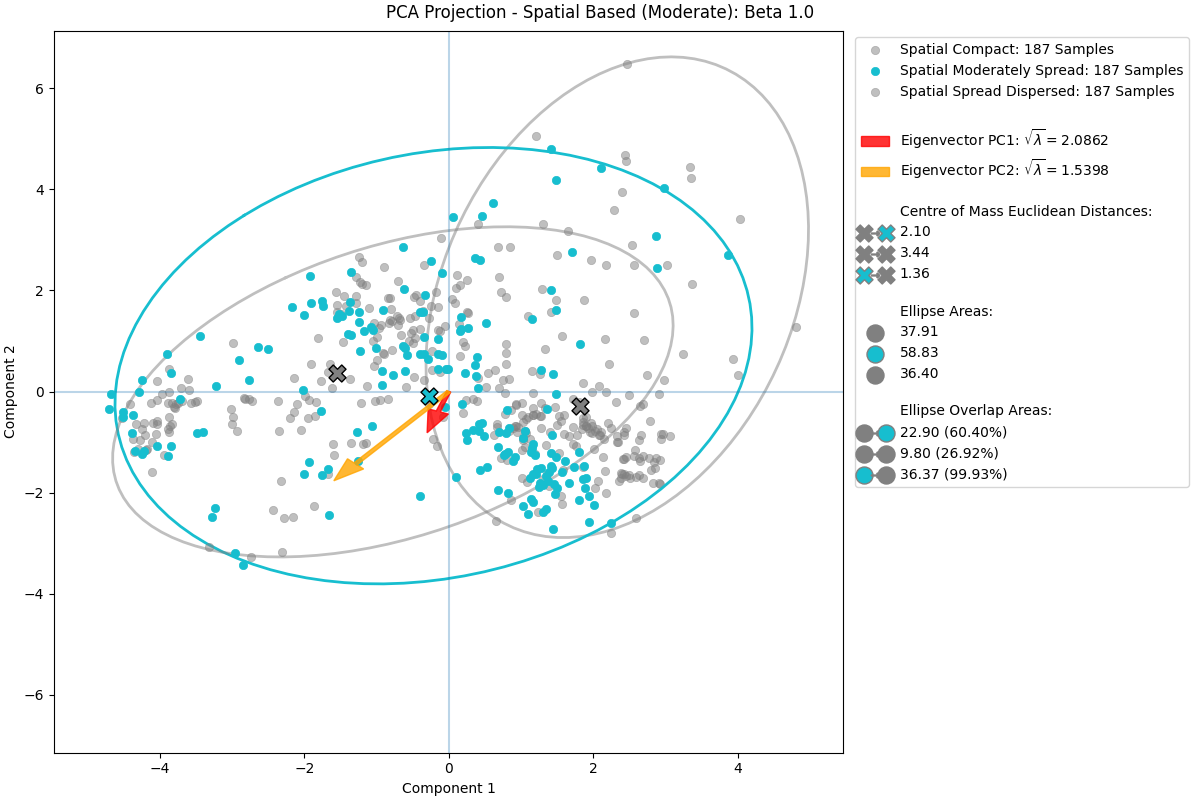 PCA Projection - Spatial Based (Moderate): Beta 1.0
Component 2
6
4
2
0
−2
−4
−6
−4
−2
0
2
4
Component 1
Spatial Compact: 187 Samples
Spatial Moderately Spread: 187 Samples
Spatial Spread Dispersed: 187 Samples
Eigenvector PC1: √λ = 2.0862
Eigenvector PC2: √λ = 1.5398
Centre of Mass Euclidean Distances:
2.10
3.44
1.36
Ellipse Areas:
37.91
58.83
36.40
Ellipse Overlap Areas:
22.90 (60.40%)
9.80 (26.92%)
36.37 (99.93%)